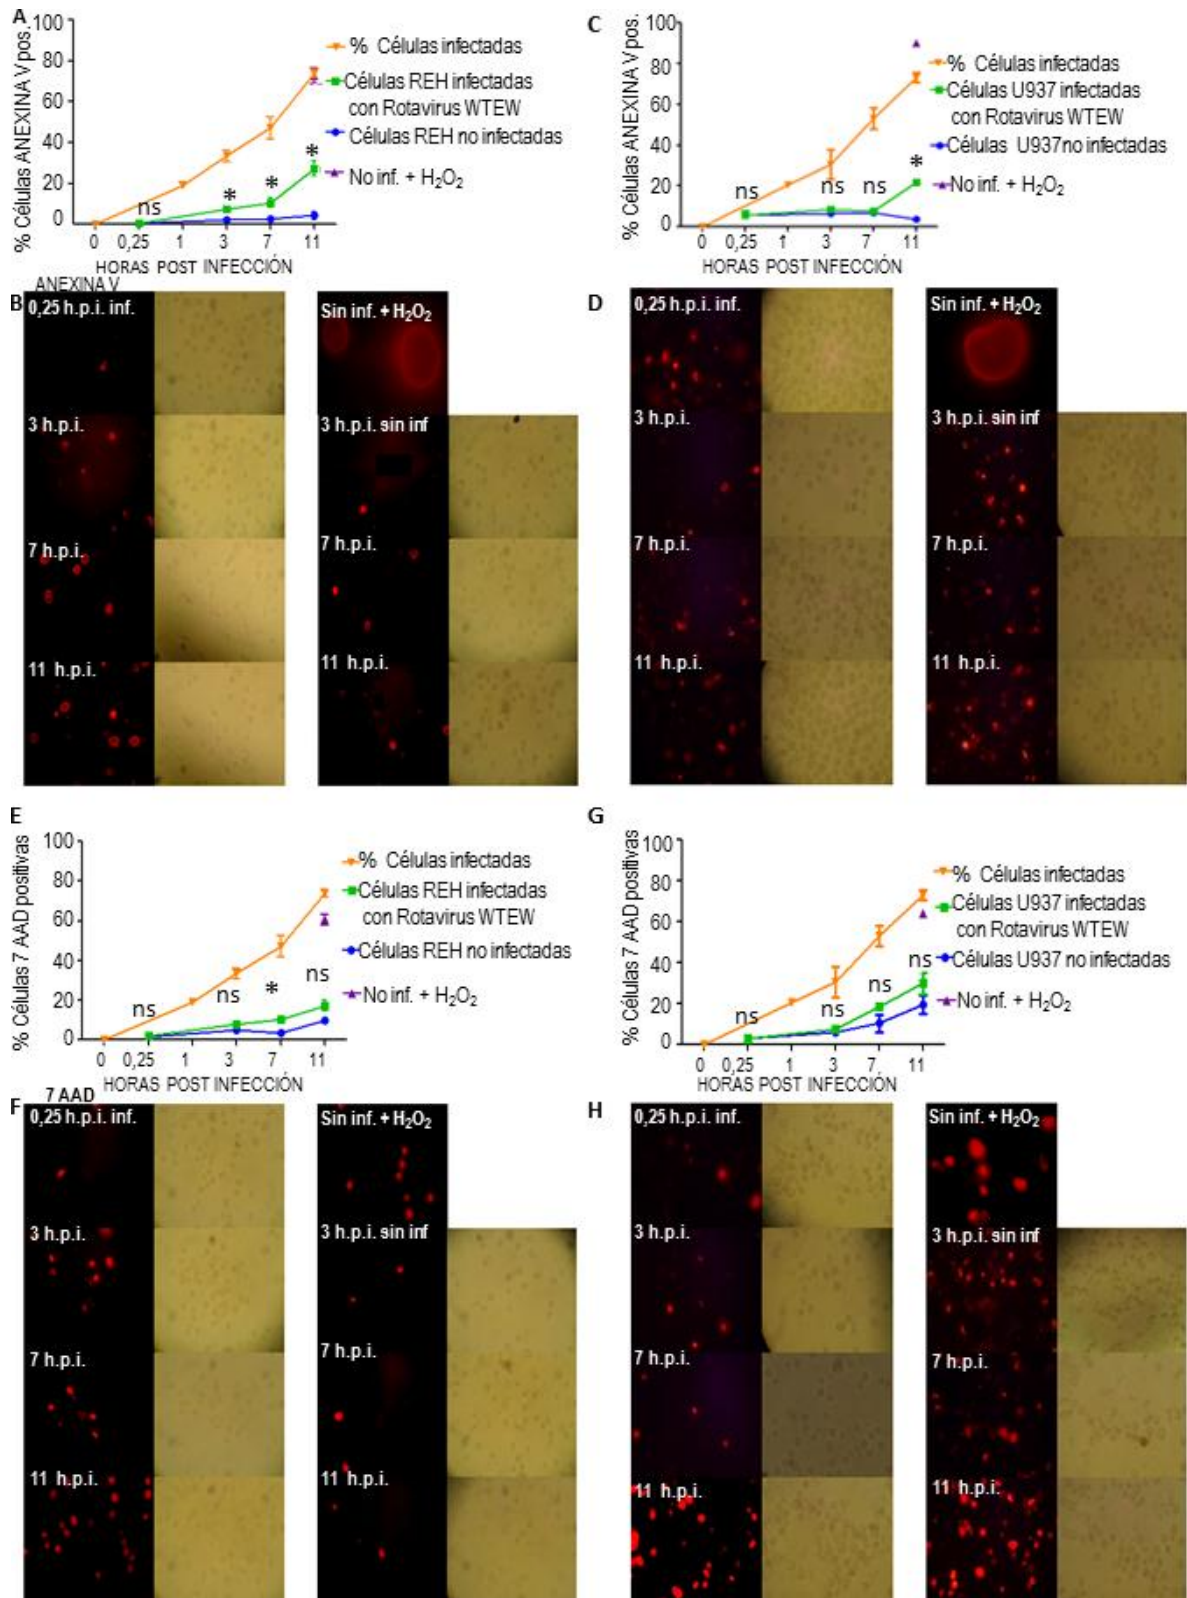 A
% Células ANEXINA V pos.
100
80
60
40
20
0
0 0,25 1 3 7 11
HORAS POST INFECCIÓN
ns
*
*
*
% Células infectadas
Células REH infectadas
con Rotavirus WTEW
Células REH no infectadas
No inf. + H₂O₂
C
% Células ANEXINA V pos.
100
80
60
40
20
0
0 0,25 1 3 7 11
HORAS POST INFECCIÓN
ns
ns
ns
*
% Células infectadas
Células U937 infectadas
con Rotavirus WTEW
Células U937no infectadas
No inf. + H₂O₂
ANEXINA V
B
0,25 h.p.i. inf.
3 h.p.i.
7 h.p.i.
11 h.p.i.
Sin inf. + H₂O₂
3 h.p.i. sin inf
7 h.p.i.
11 h.p.i.
D
0,25 h.p.i. inf.
3 h.p.i.
7 h.p.i.
11 h.p.i.
Sin inf. + H₂O₂
3 h.p.i. sin inf
7 h.p.i.
11 h.p.i.
E
% Células 7 AAD positivas
100
80
60
40
20
0
0 0,25 1 3 7 11
HORAS POST INFECCIÓN
ns
ns
*
ns
% Células infectadas
Células REH infectadas
con Rotavirus WTEW
Células REH no infectadas
No inf. + H₂O₂
G
% Células 7 AAD positivas
100
80
60
40
20
0
0 0,25 1 3 7 11
HORAS POST INFECCIÓN
ns
ns
ns
ns
% Células infectadas
Células U937 infectadas
con Rotavirus WTEW
Células U937 no infectadas
No inf. + H₂O₂
7 AAD
F
0,25 h.p.i. inf.
3 h.p.i.
7 h.p.i.
11 h.p.i.
Sin inf. + H₂O₂
3 h.p.i. sin inf
7 h.p.i.
11 h.p.i.
H
0,25 h.p.i. inf.
3 h.p.i.
7 h.p.i.
11 h.p.i.
Sin inf. + H₂O₂
3 h.p.i. sin inf
7 h.p.i.
11 h.p.i.